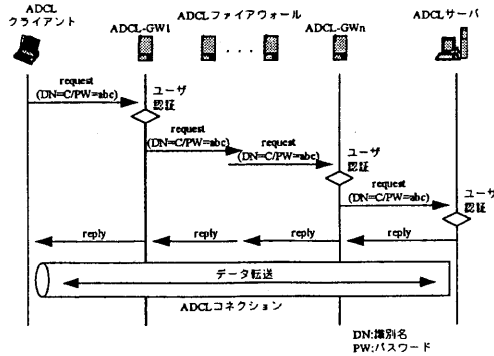 ADCL
クライアント
ADCL-GW1
ADCLファイアウォール
ADCL-GWn
ADCLサーバ
request
(DN=C/PW=abc)
ユーザ
認証
request
(DN=C/PW=abc)
request
(DN=C/PW=abc)
ユーザ
認証
request
(DN=C/PW=abc)
ユーザ
認証
reply
reply
reply
reply
データ転送
ADCLコネクション
DN:識別名
PW:パスワード